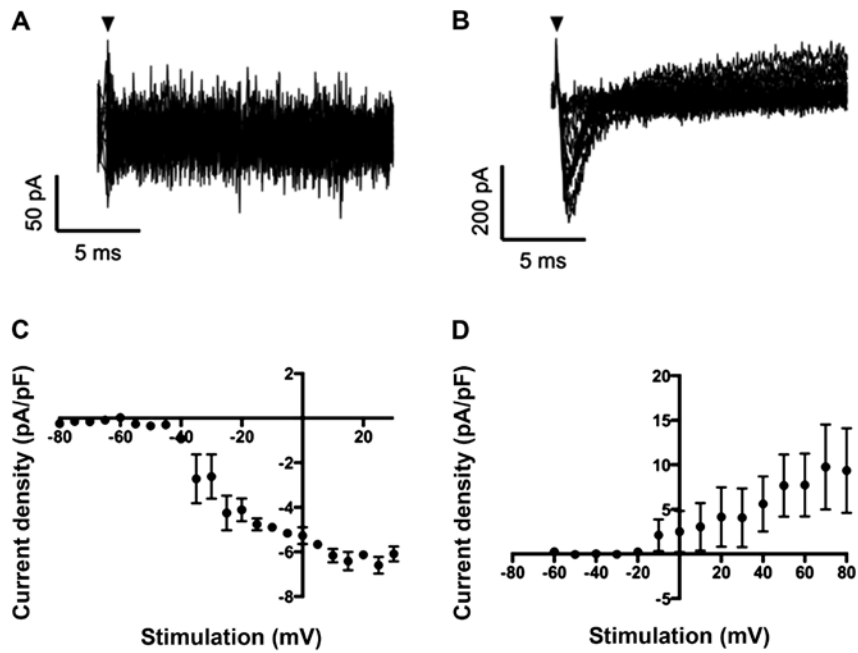 A
B
50 pA
5 ms
200 pA
5 ms
C
D
Current density (pA/pF)
2
-80 -60 -40 -20 20
-2
-4
-6
-8
Stimulation (mV)
Current density (pA/pF)
20
15
10
5
-80 -60 -40 -20 20 40 60 80
-5
Stimulation (mV)